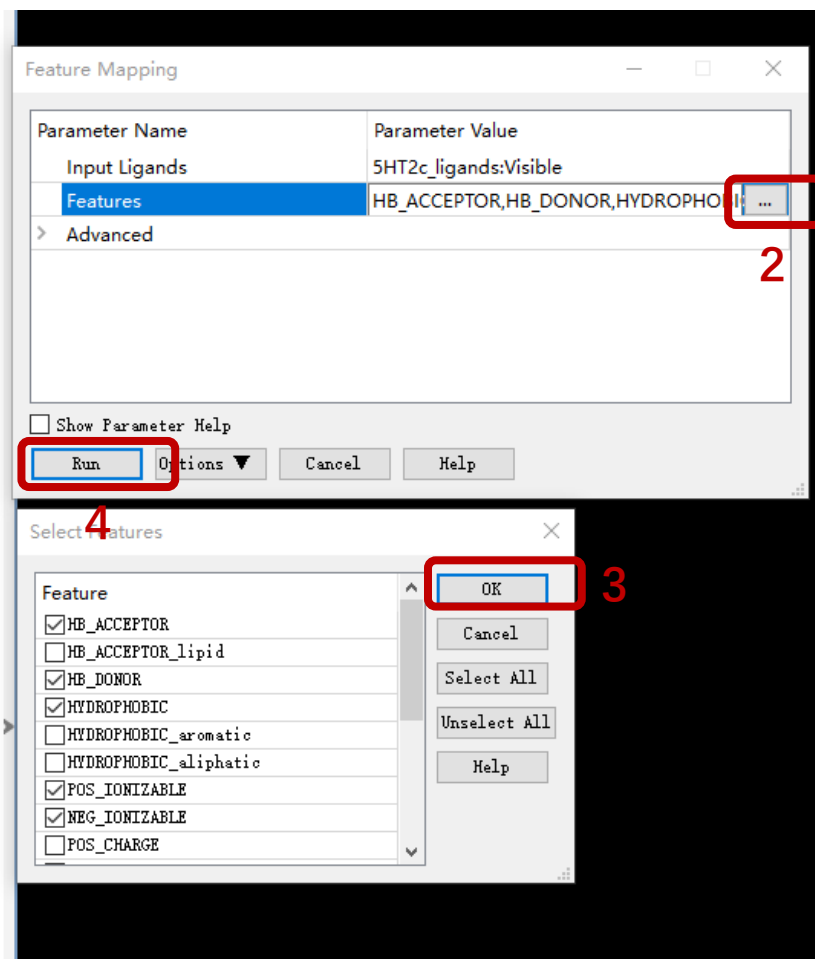 Feature Mapping
Parameter Name Parameter Value
Input Ligands 5HT2c_ligands:Visible
Features HB_ACCEPTOR,HB_DONOR,HYDROPHOBI ...
Advanced
2
Show Parameter Help
Run Options Cancel Help
4
Select Features
Feature OK
3
HB_ACCEPTOR
HB_ACCEPTOR_lipid Cancel
HB_DONOR Select All
HYDROPHOBIC
HYDROPHOBIC_aromatic Unselect All
HYDROPHOBIC_aliphatic Help
POS_IONIZABLE
NEG_IONIZABLE
POS_CHARGE